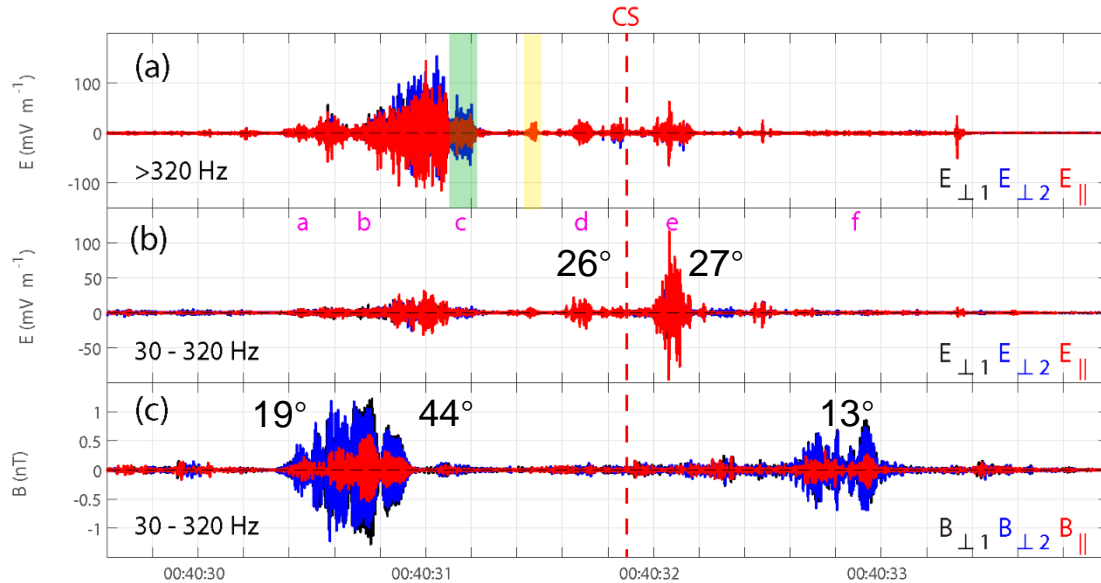 CS
(a)
E (mV m⁻¹)
100
0
-100
>320 Hz
E⊥1 E⊥2 E||
a b c d e f
(b)
E (mV m⁻¹)
100
50
0
-50
26° 27°
30 - 320 Hz
E⊥1 E⊥2 E||
(c)
B (nT)
1
0.5
0
-0.5
-1
19° 44° 13°
30 - 320 Hz
B⊥1 B⊥2 B||
00:40:30 00:40:31 00:40:32 00:40:33